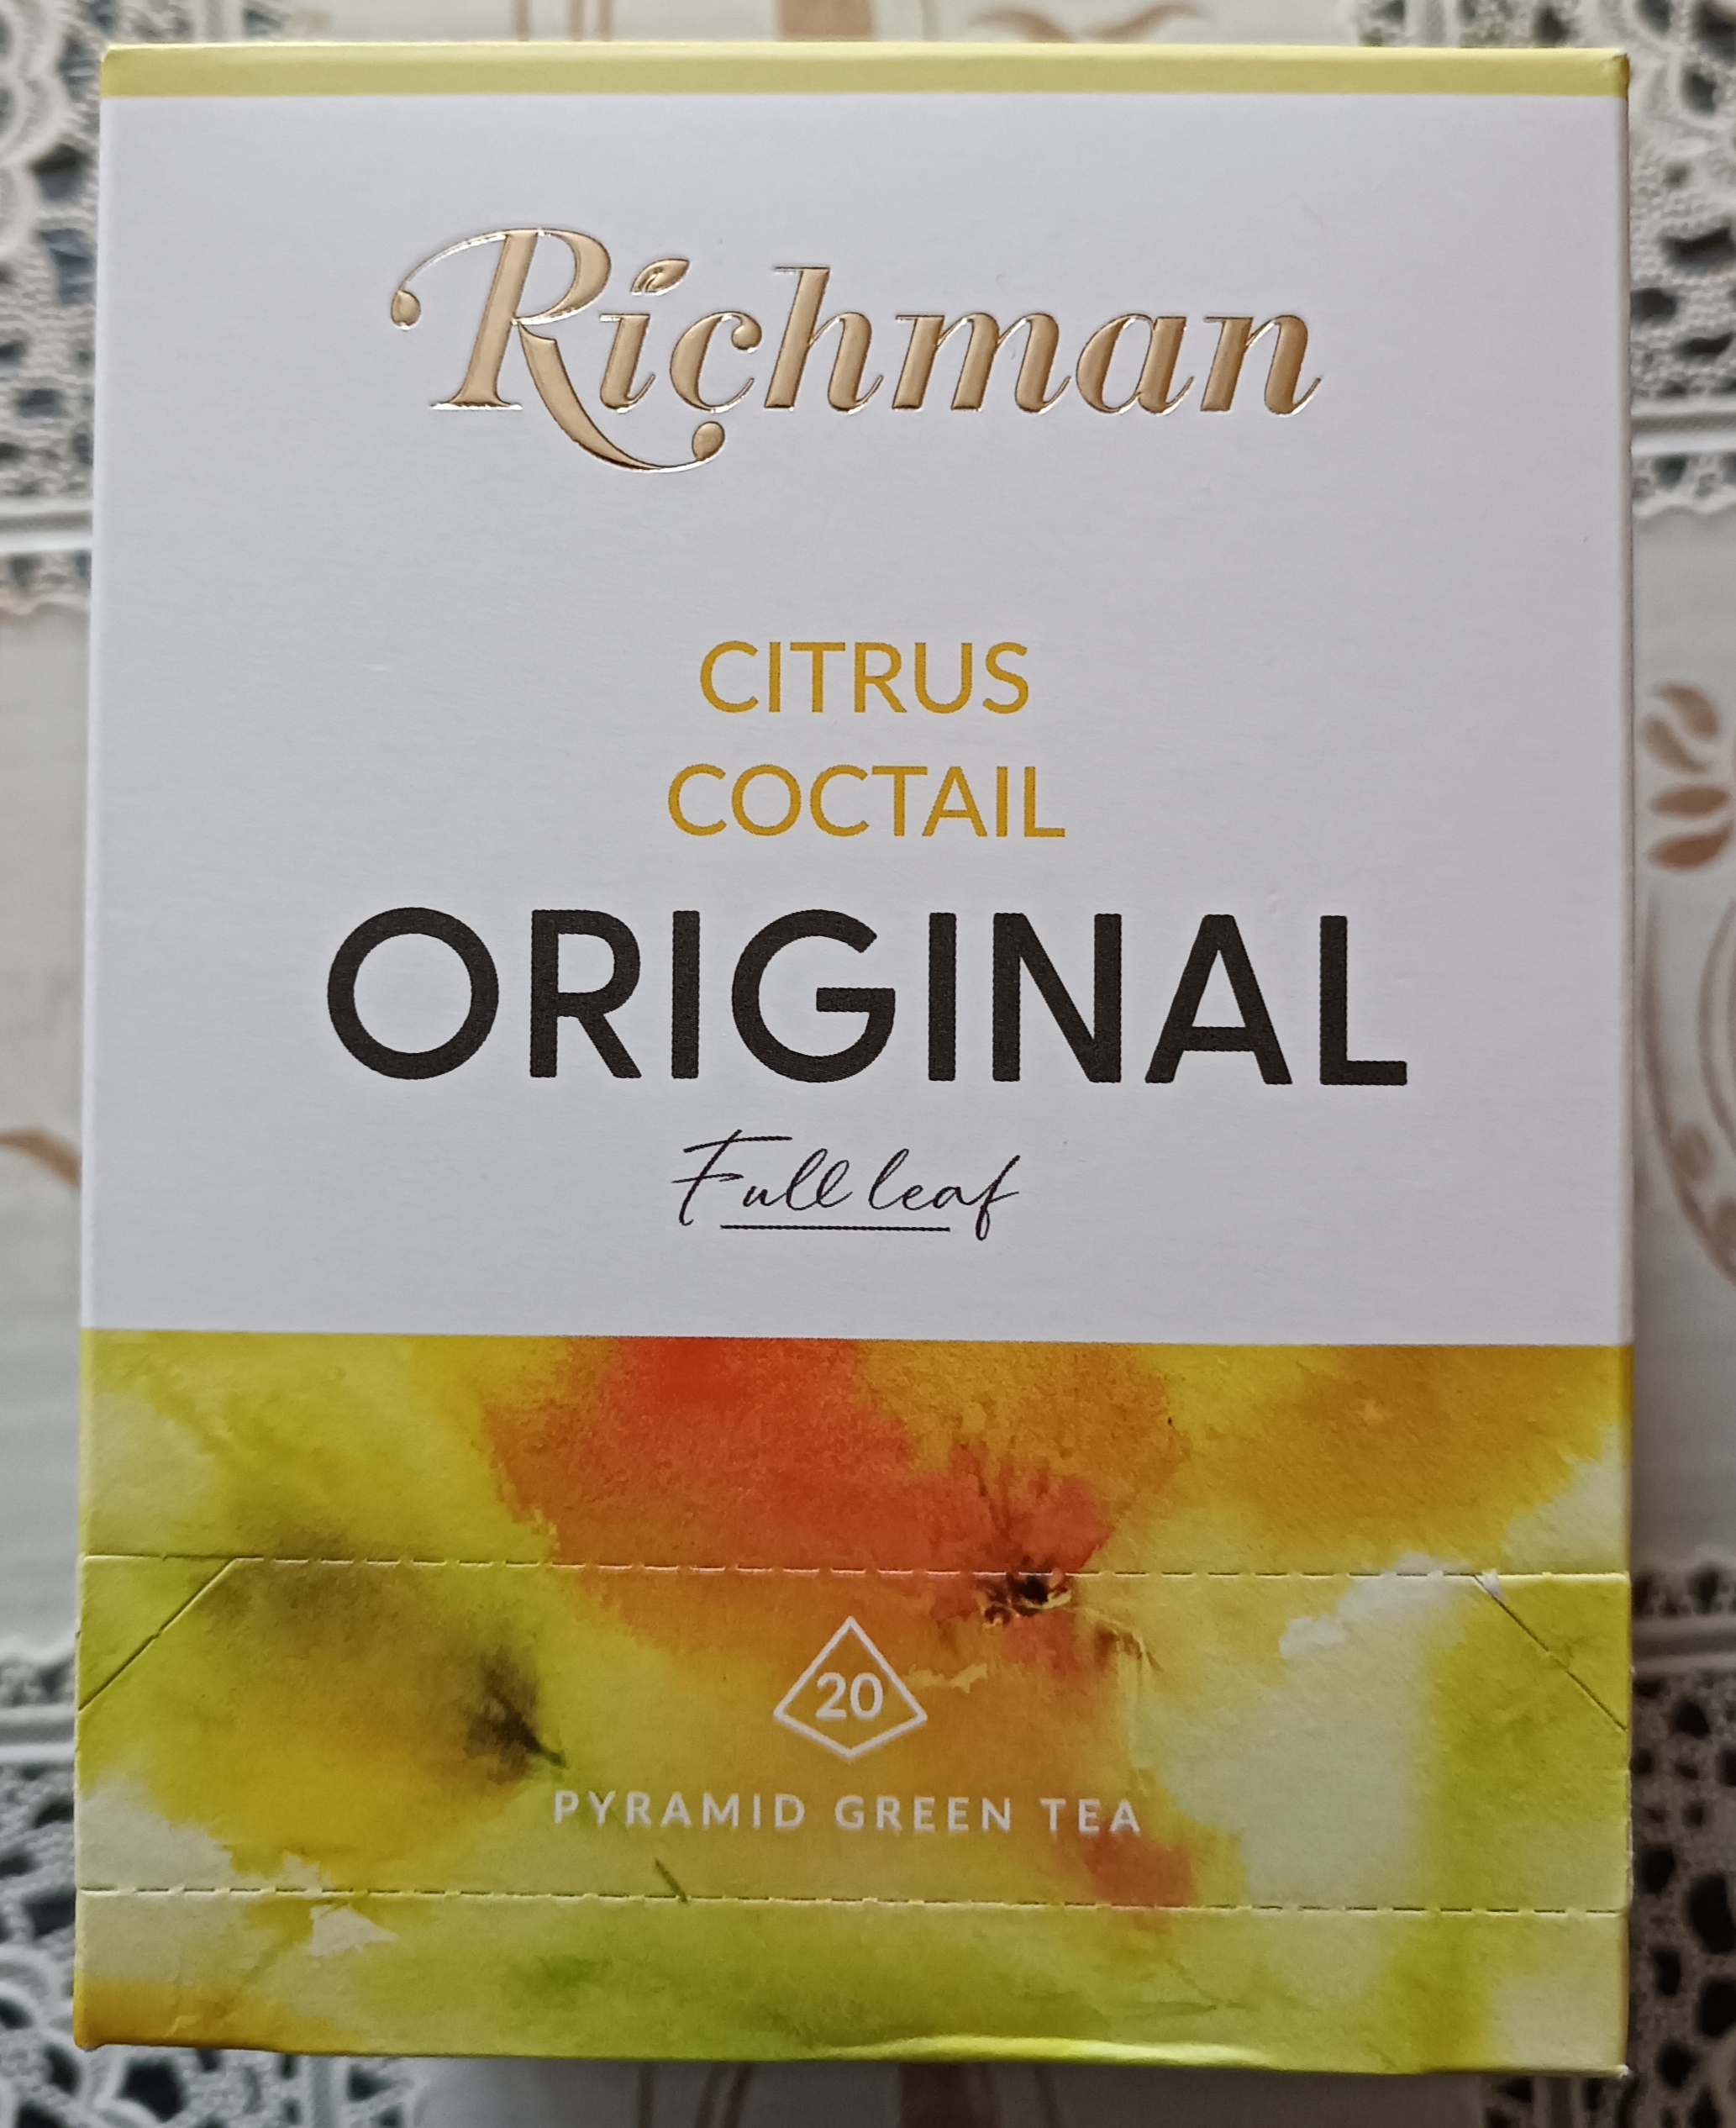 Richman
CITRUS
COCTAIL
ORIGINAL
Full leaf
20
PYRAMID GREEN TEA